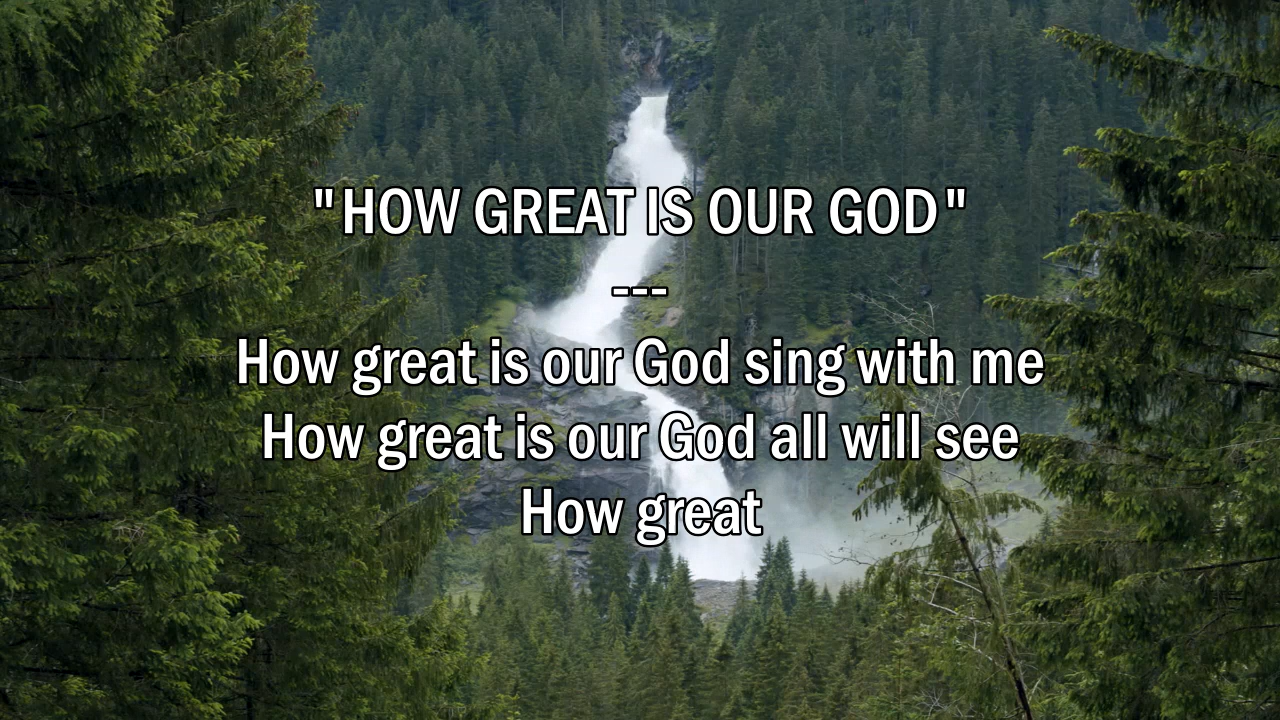 "HOW GREAT IS OUR GOD"
---
How great is our God sing with me
How great is our God all will see
How great